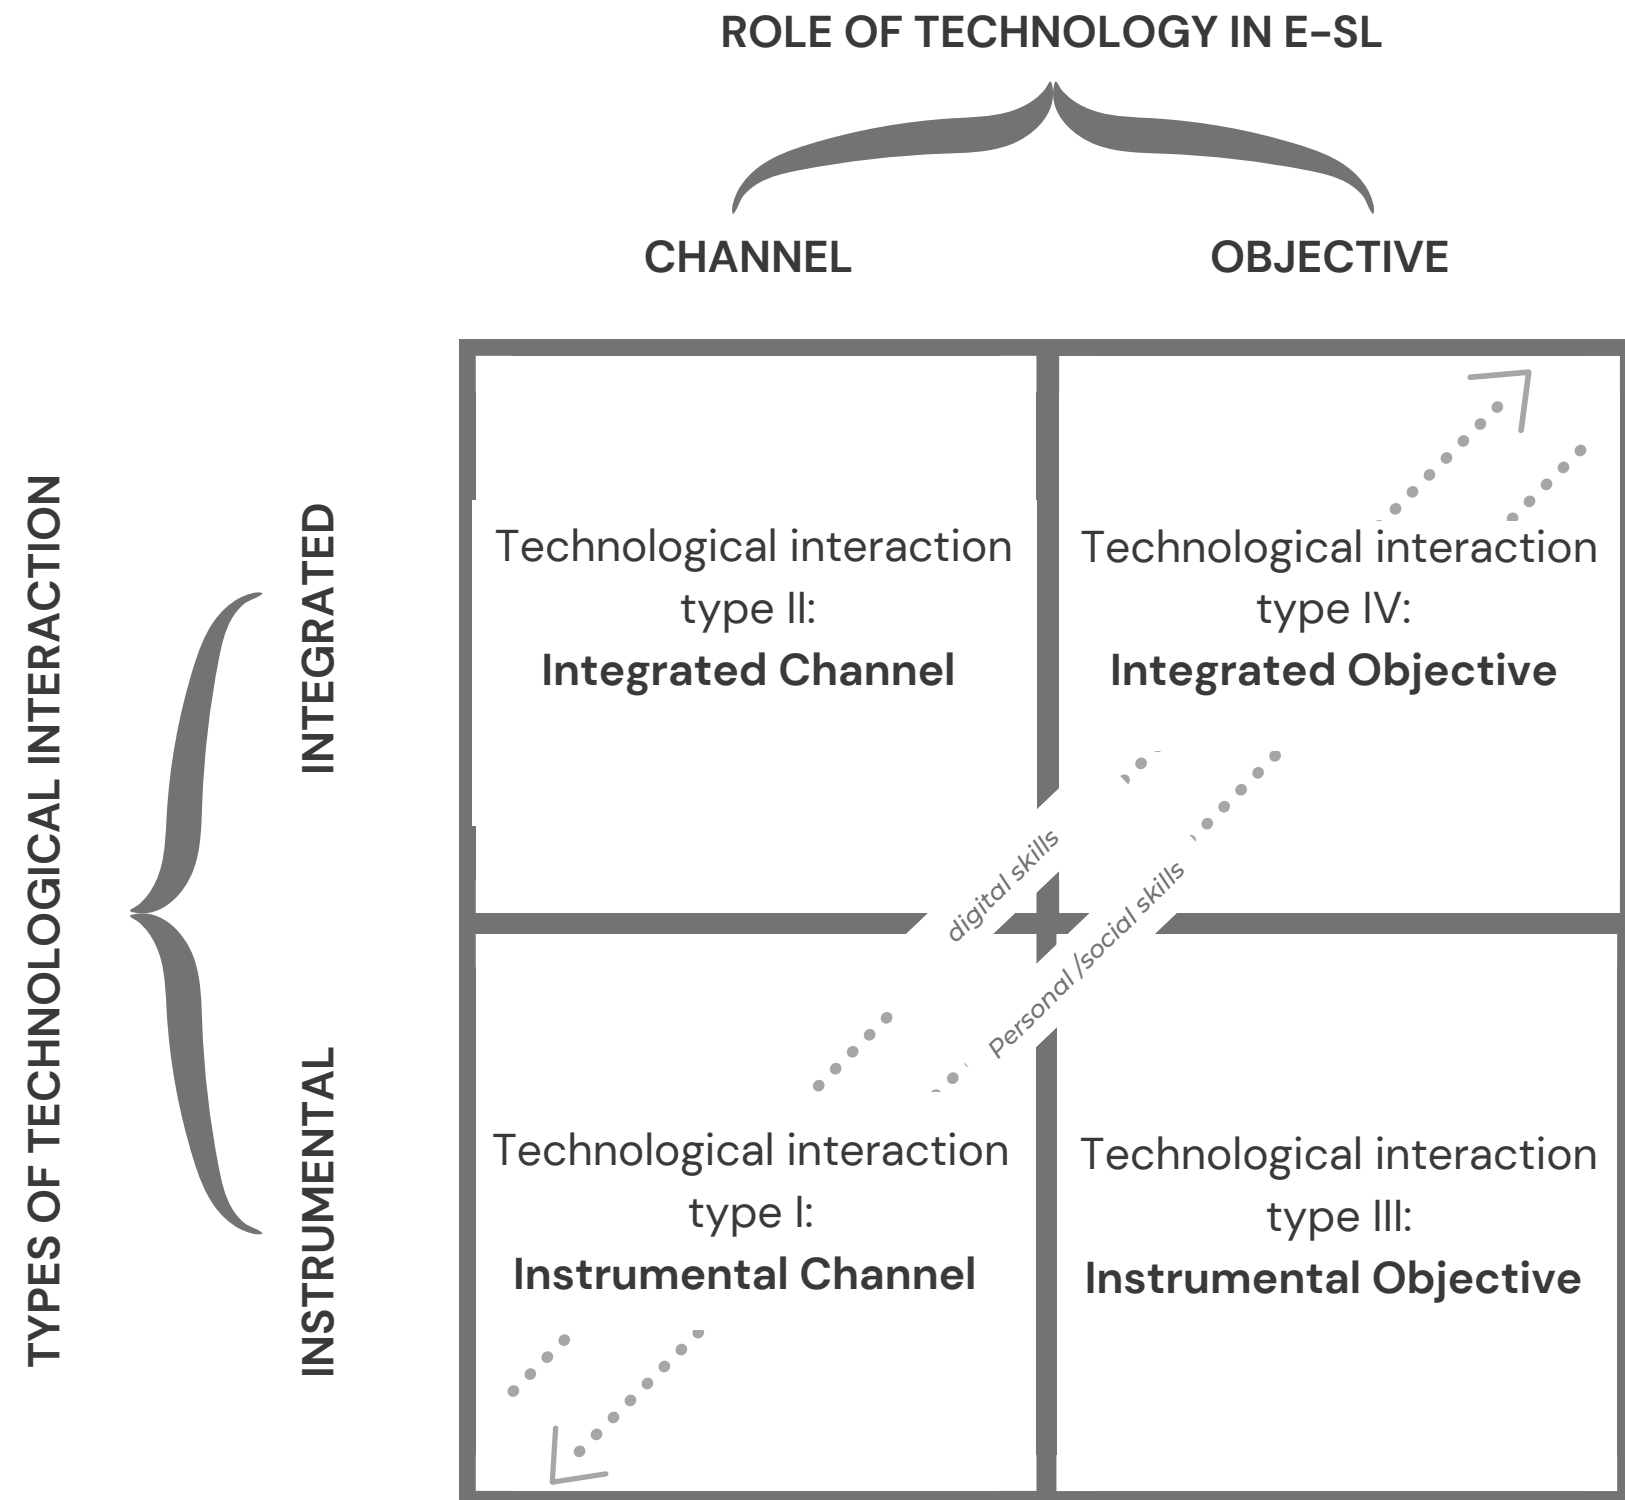 ROLE OF TECHNOLOGY IN E-SL
CHANNEL
OBJECTIVE
TYPES OF TECHNOLOGICAL INTERACTION
INTEGRATED
INSTRUMENTAL
Technological interaction
type II:
Integrated Channel
Technological interaction
type IV:
Integrated Objective
digital skills
Personal /social skills
Technological interaction
type I:
Instrumental Channel
Technological interaction
type III:
Instrumental Objective